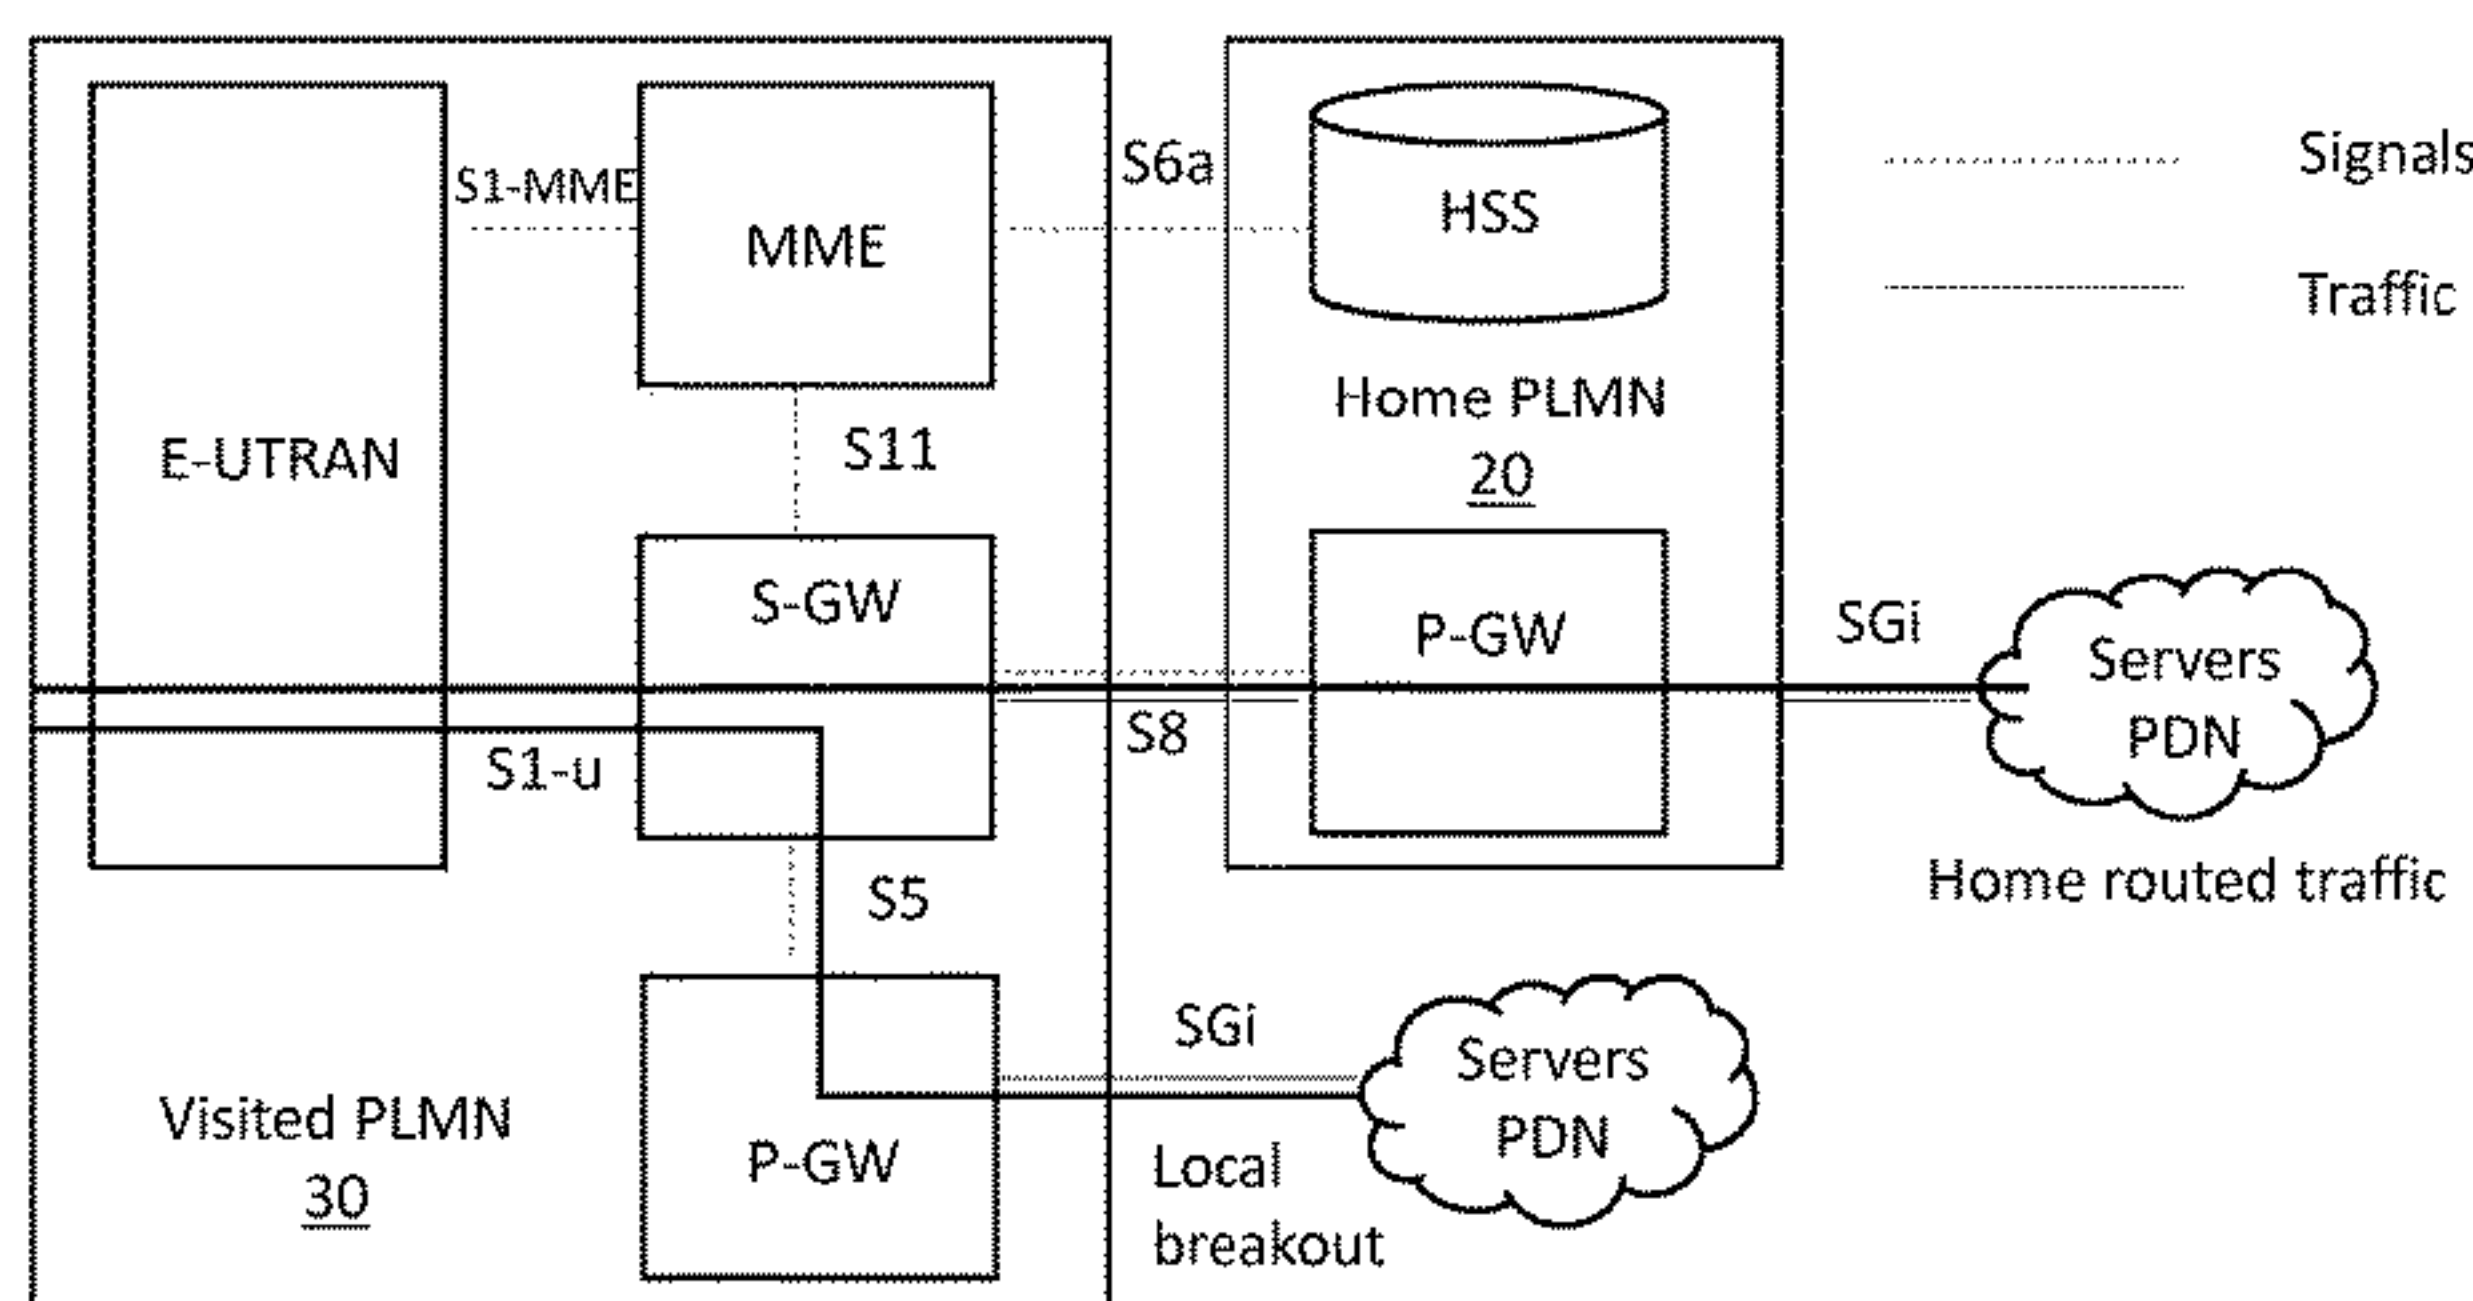 S1-MME
MME
S6a
HSS
Signals
Traffic
Home PLMN
20
E-UTRAN
S11
S-GW
P-GW
SGi
Servers
PDN
S1-u
S8
Home routed traffic
S5
SGi
Servers
PDN
Visited PLMN
30
P-GW
Local
breakout